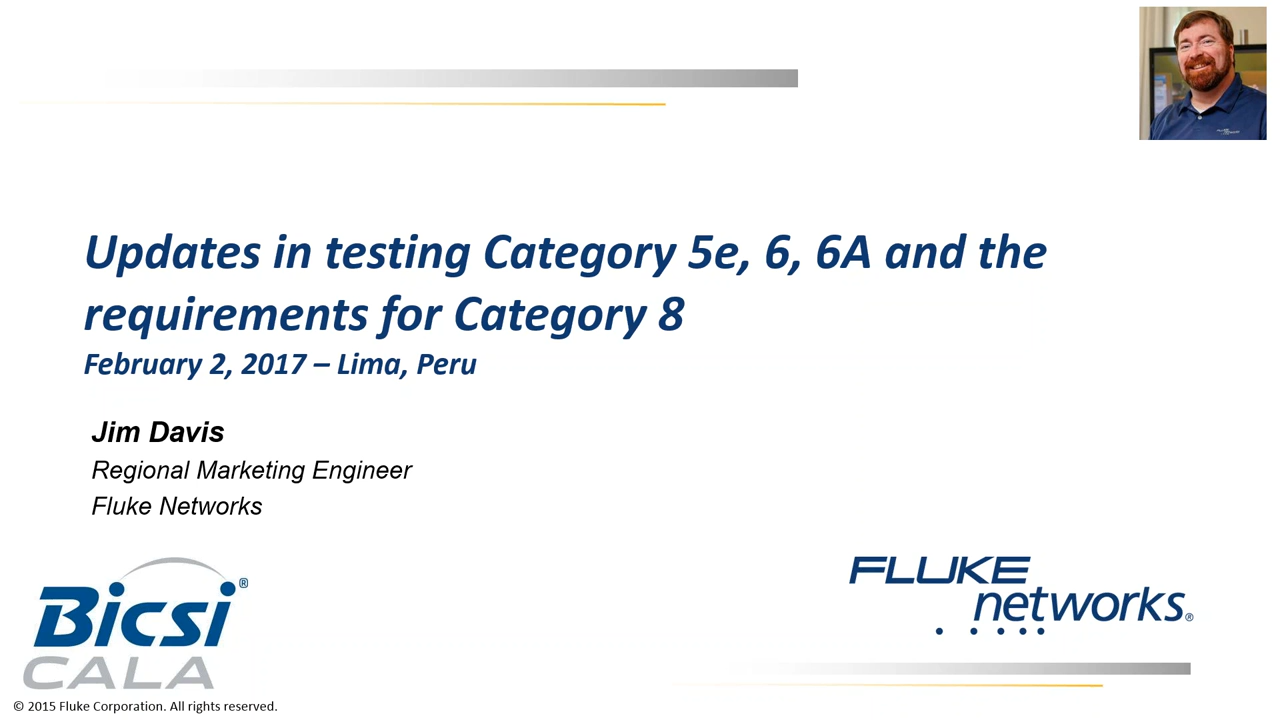 Updates in testing Category 5e, 6, 6A and the
requirements for Category 8
February 2, 2017 – Lima, Peru
Jim Davis
Regional Marketing Engineer
Fluke Networks
Bicsi®
CALA
FLUKE
networks®
© 2015 Fluke Corporation. All rights reserved.